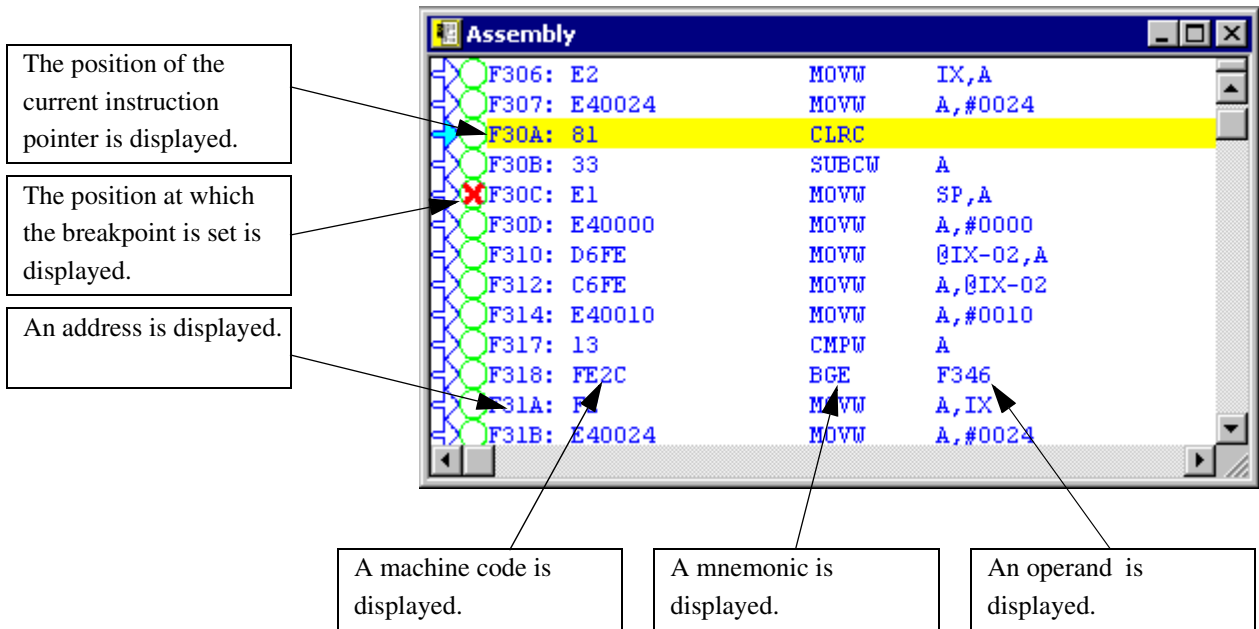 Assembly
The position of the
current instruction
pointer is displayed.
The position at which
the breakpoint is set is
displayed.
An address is displayed.
F306: E2 MOVW IX,A
F307: E40024 MOVW A,#0024
F30A: 81 CLRC
F30B: 33 SUBCW A
F30C: E1 MOVW SP,A
F30D: E40000 MOVW A,#0000
F310: D6FE MOVW @IX-02,A
F312: C6FE MOVW A,@IX-02
F314: E40010 MOVW A,#0010
F317: 13 CMPW A
F318: FE2C BGE F346
F31A: MOVW A,IX
F31B: E40024 MOVW A,#0024
A machine code is
displayed.
A mnemonic is
displayed.
An operand is
displayed.